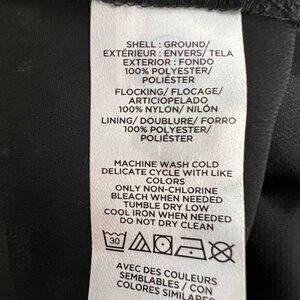 SHELL : GROUND/
EXTÉRIEUR : ENVERS/ TELA
EXTERIOR : FONDO
100% POLYESTER/
POLIÉSTER
FLOCKING/ FLOCAGE/
ARTICIOPELADO
100% NYLON/ NILÓN
LINING/ DOUBLURE/ FORRO
100% POLYESTER/
POLIÉSTER
MACHINE WASH COLD
DELICATE CYCLE WITH LIKE
COLORS
ONLY NON-CHLORINE
BLEACH WHEN NEEDED
TUMBLE DRY LOW
COOL IRON WHEN NEEDED
DO NOT DRY CLEAN
30
AVEC DES COULEURS
SEMBLABLES / CON
COLORES SIMILARES